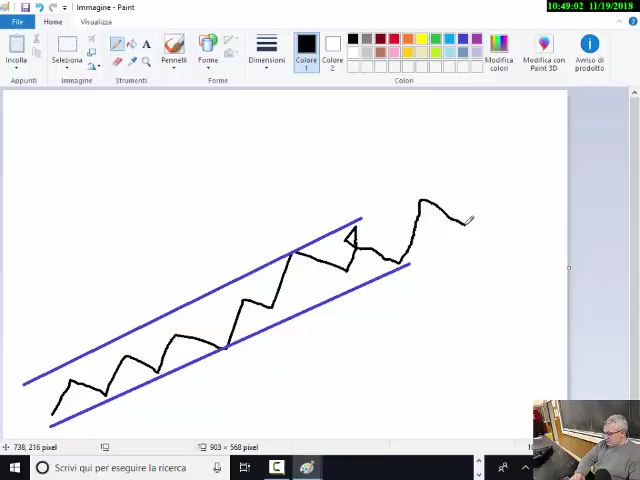 10:49:02 11/19/2018
Immagine - Paint
File Home Visualizza
Incolla
Seleziona
Pennelli
Forme
Dimensioni
Colore 1
Colore 2
Modifica colori
Modifica con Paint 3D
Avviso di prodotto
Appunti Immagine Strumenti Forme Colori
738, 216 pixel 903 × 568 pixel
Scrivi qui per eseguire la ricerca